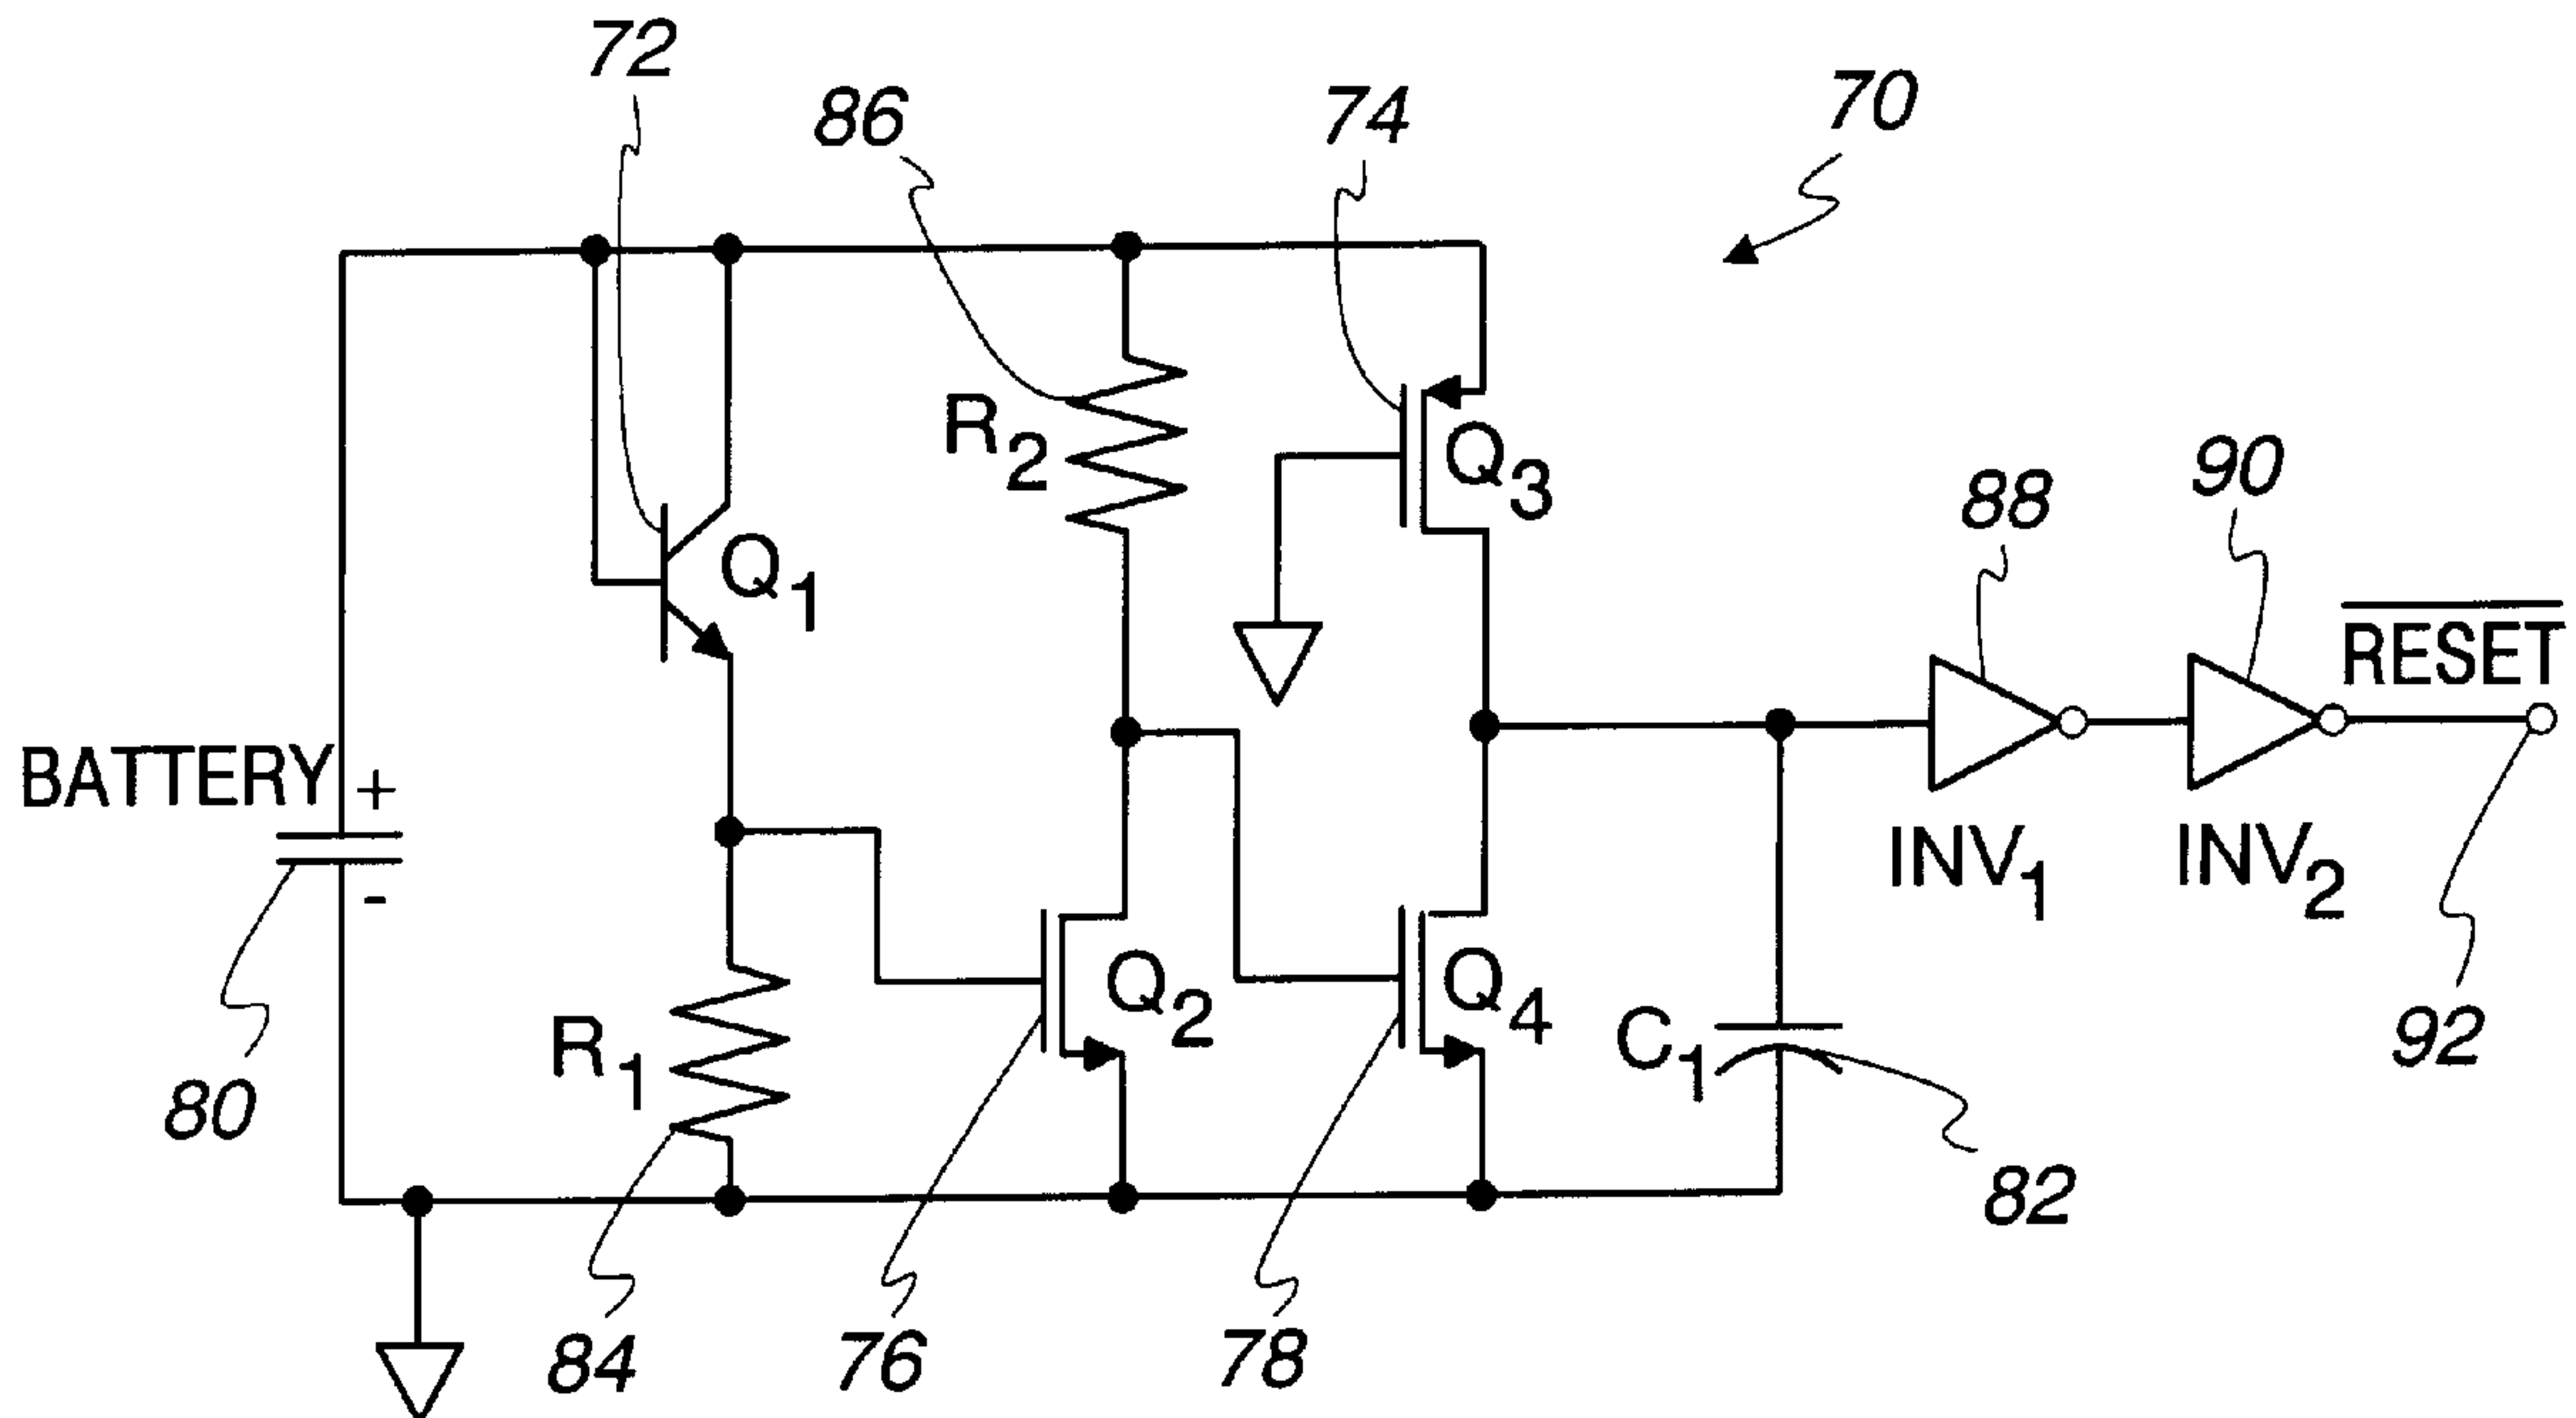 72
86
74
70
R2
Q3
88
90
Q1
RESET
BATTERY
+
-
INV1
INV2
Q2
Q4
R1
C1
92
80
82
84
76
78